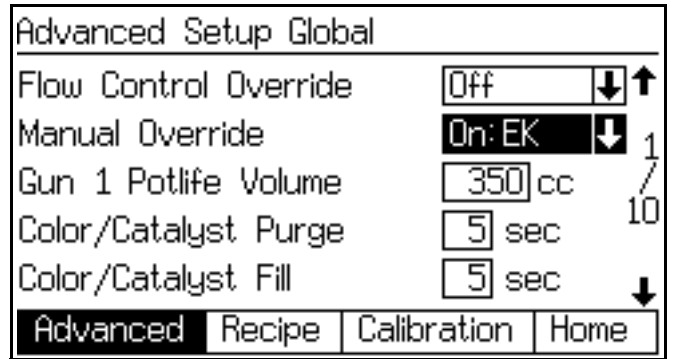 Advanced Setup Global
Flow Control Override Off
Manual Override On: EK
Gun 1 Potlife Volume 350 cc
Color/Catalyst Purge 5 sec
Color/Catalyst Fill 5 sec
1/10
Advanced Recipe Calibration Home